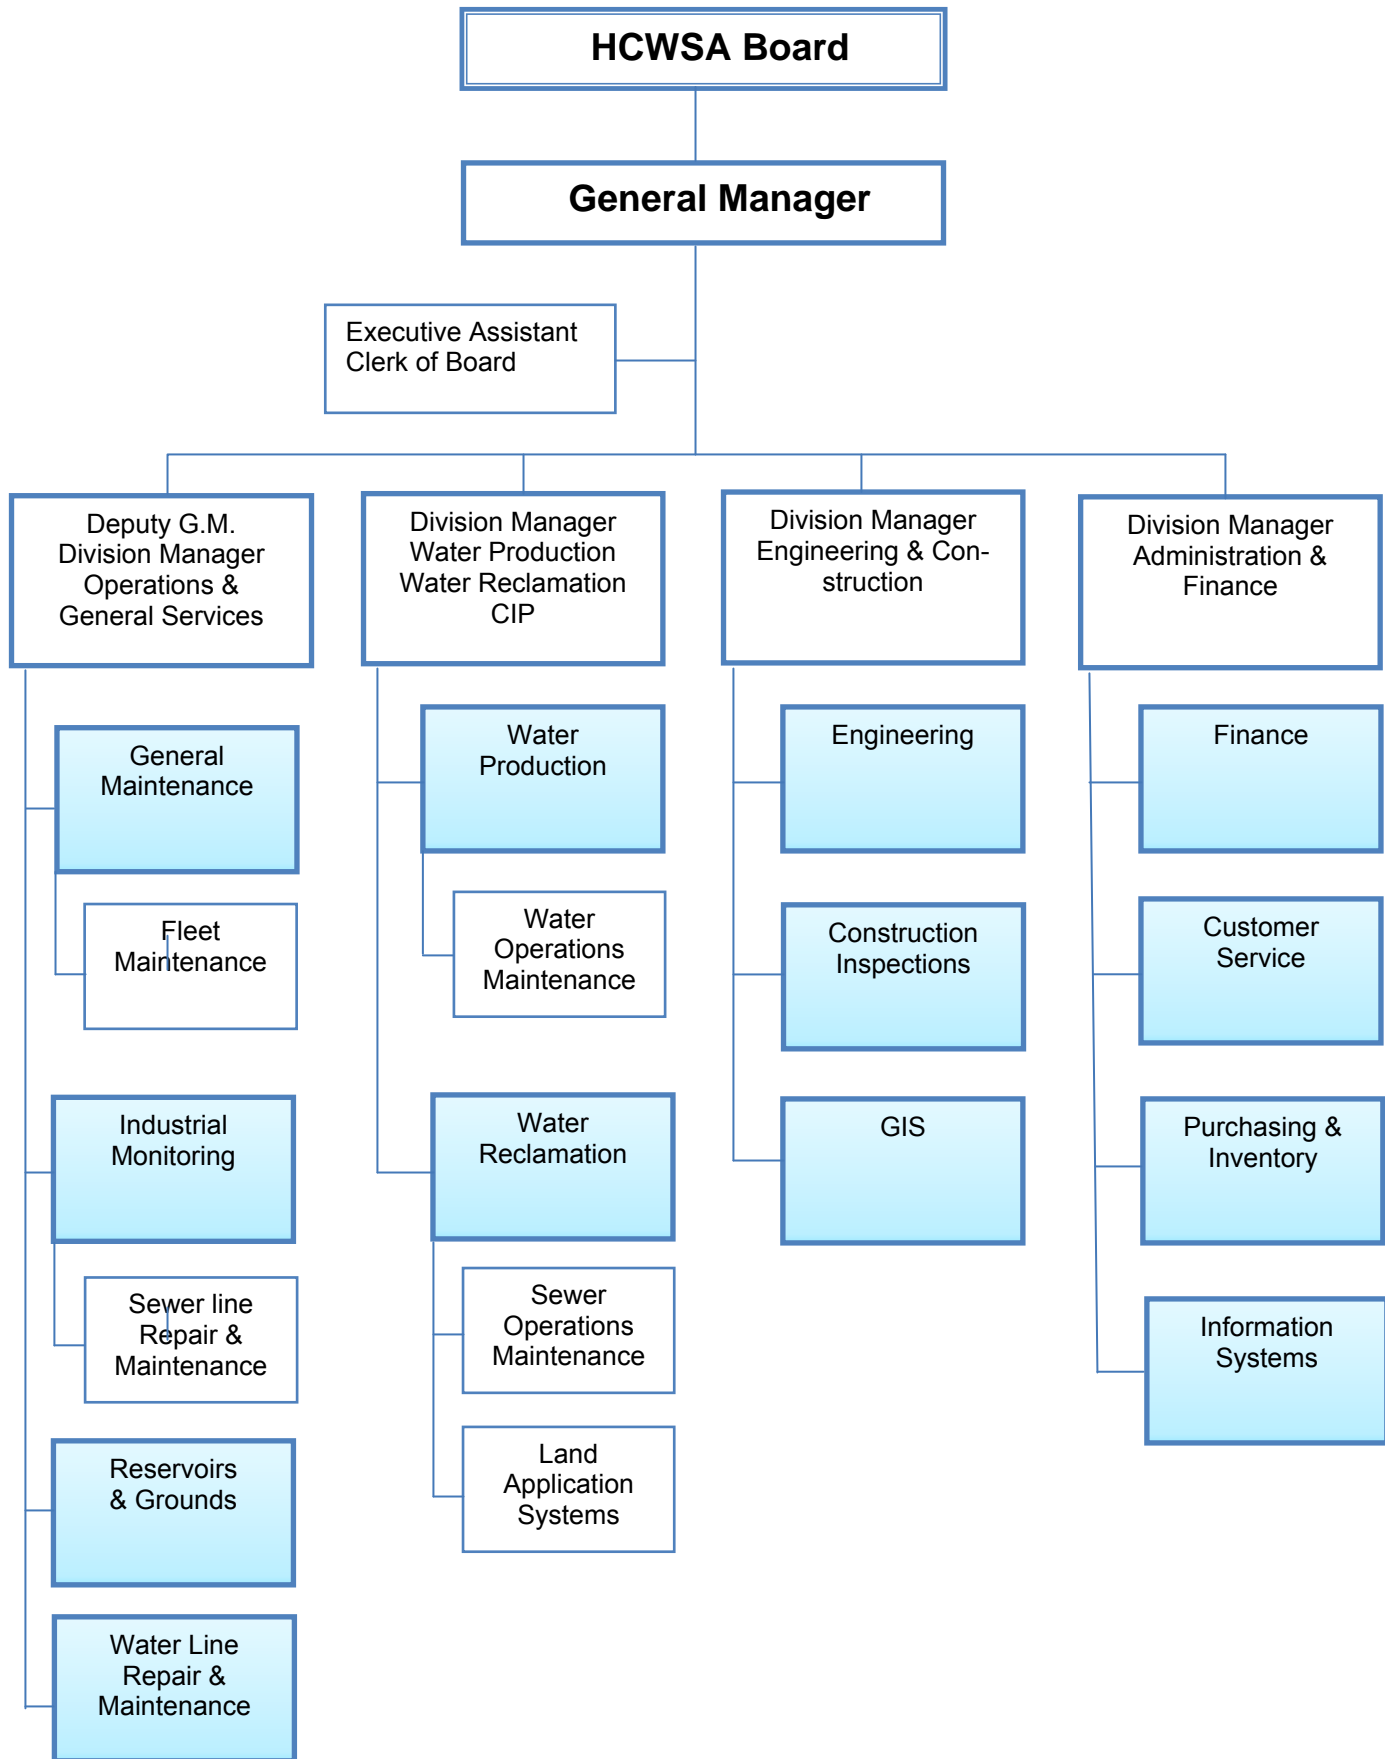 HCWSA Board
General Manager
Executive Assistant
Clerk of Board
Deputy G.M.
Division Manager
Operations &
General Services
Division Manager
Water Production
Water Reclamation
CIP
Division Manager
Engineering & Con-
struction
Division Manager
Administration &
Finance
General
Maintenance
Fleet
Maintenance
Industrial
Monitoring
Sewer line
Repair &
Maintenance
Reservoirs
& Grounds
Water Line
Repair &
Maintenance
Water
Production
Water
Operations
Maintenance
Water
Reclamation
Sewer
Operations
Maintenance
Land
Application
Systems
Engineering
Construction
Inspections
GIS
Finance
Customer
Service
Purchasing &
Inventory
Information
Systems